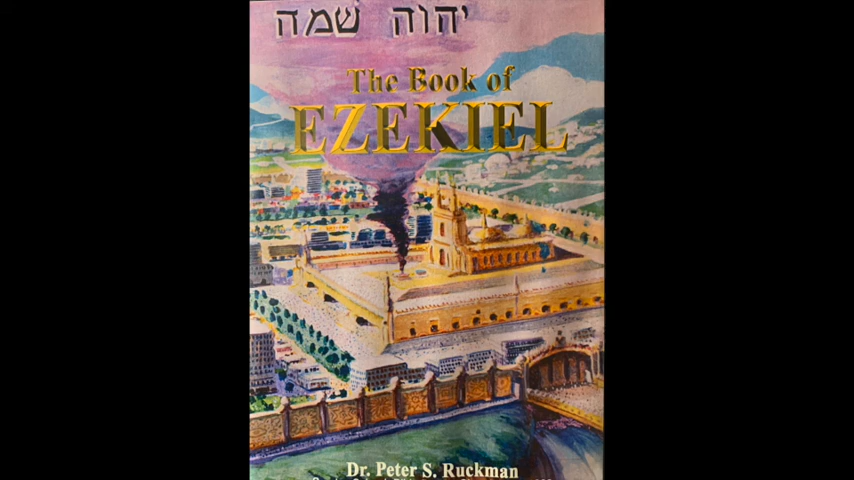 יהוה שמה
The Book of
EZEKIEL
Dr. Peter S. Ruckman